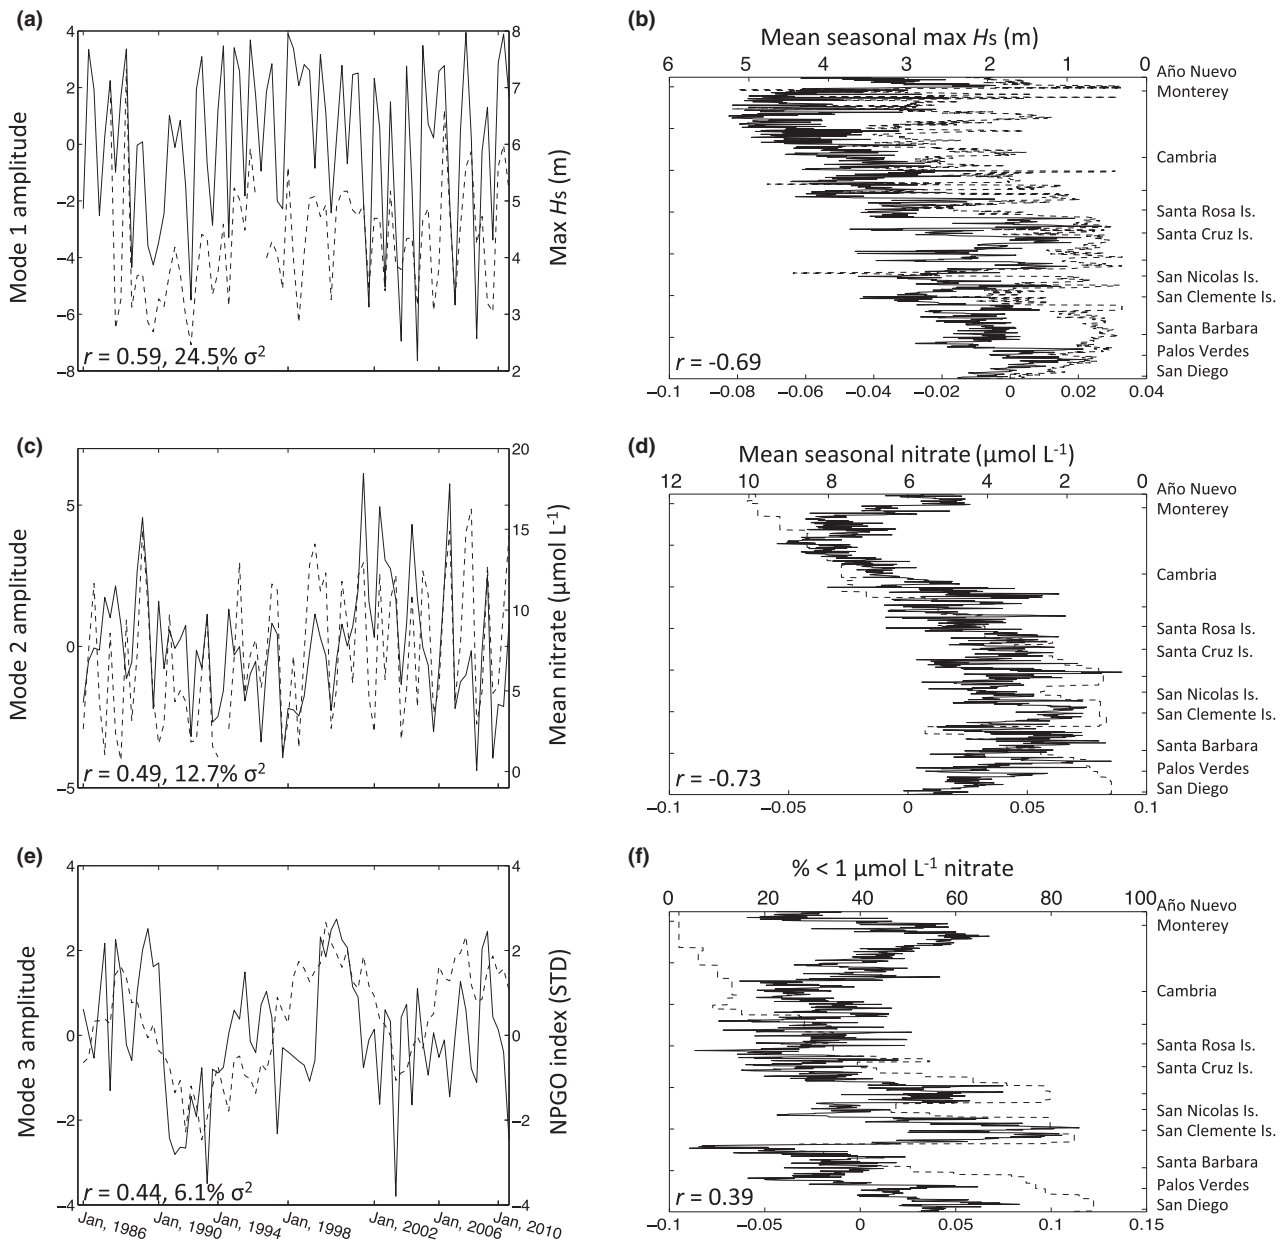 (a)
4
2
0
−2
−4
−6
−8
Mode 1 amplitude
8
7
6
5
4
3
2
Max Hs (m)
r = 0.59, 24.5% σ2
(b)
Mean seasonal max Hs (m)
6 5 4 3 2 1 0
Año Nuevo
Monterey
Cambria
Santa Rosa Is.
Santa Cruz Is.
San Nicolas Is.
San Clemente Is.
Santa Barbara
Palos Verdes
San Diego
r = -0.69
−0.1 −0.08 −0.06 −0.04 −0.02 0 0.02 0.04
(c)
5
0
−5
Mode 2 amplitude
20
15
10
5
0
Mean nitrate (µmol L-1)
r = 0.49, 12.7% σ2
(d)
Mean seasonal nitrate (µmol L-1)
12 10 8 6 4 2 0
Año Nuevo
Monterey
Cambria
Santa Rosa Is.
Santa Cruz Is.
San Nicolas Is.
San Clemente Is.
Santa Barbara
Palos Verdes
San Diego
r = -0.73
−0.1 −0.05 0 0.05 0.1
(e)
4
2
0
−2
−4
Mode 3 amplitude
4
2
0
−2
−4
NPGO index (STD)
r = 0.44, 6.1% σ2
Jan, 1986 Jan, 1990 Jan, 1994 Jan, 1998 Jan, 2002 Jan, 2006 Jan, 2010
(f)
% < 1 µmol L-1 nitrate
0 20 40 60 80 100
Año Nuevo
Monterey
Cambria
Santa Rosa Is.
Santa Cruz Is.
San Nicolas Is.
San Clemente Is.
Santa Barbara
Palos Verdes
San Diego
r = 0.39
−0.1 −0.05 0 0.05 0.1 0.15